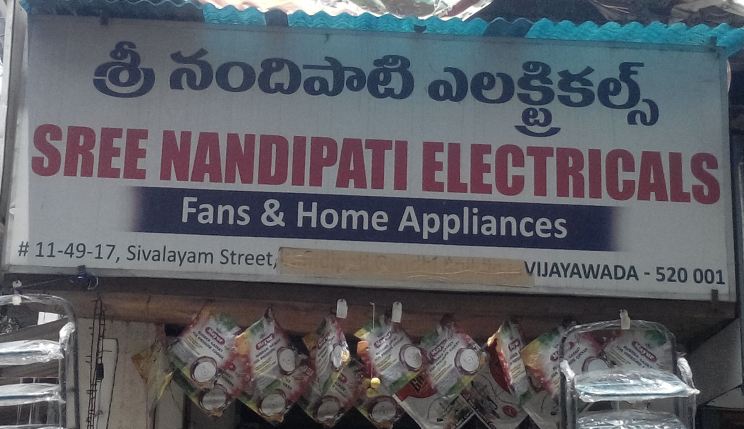 శ్రీ నందిపాటి ఎలక్ట్రికల్స్
SREE NANDIPATI ELECTRICALS
Fans & Home Appliances
# 11-49-17, Sivalayam Street,
VIJAYAWADA - 520 001